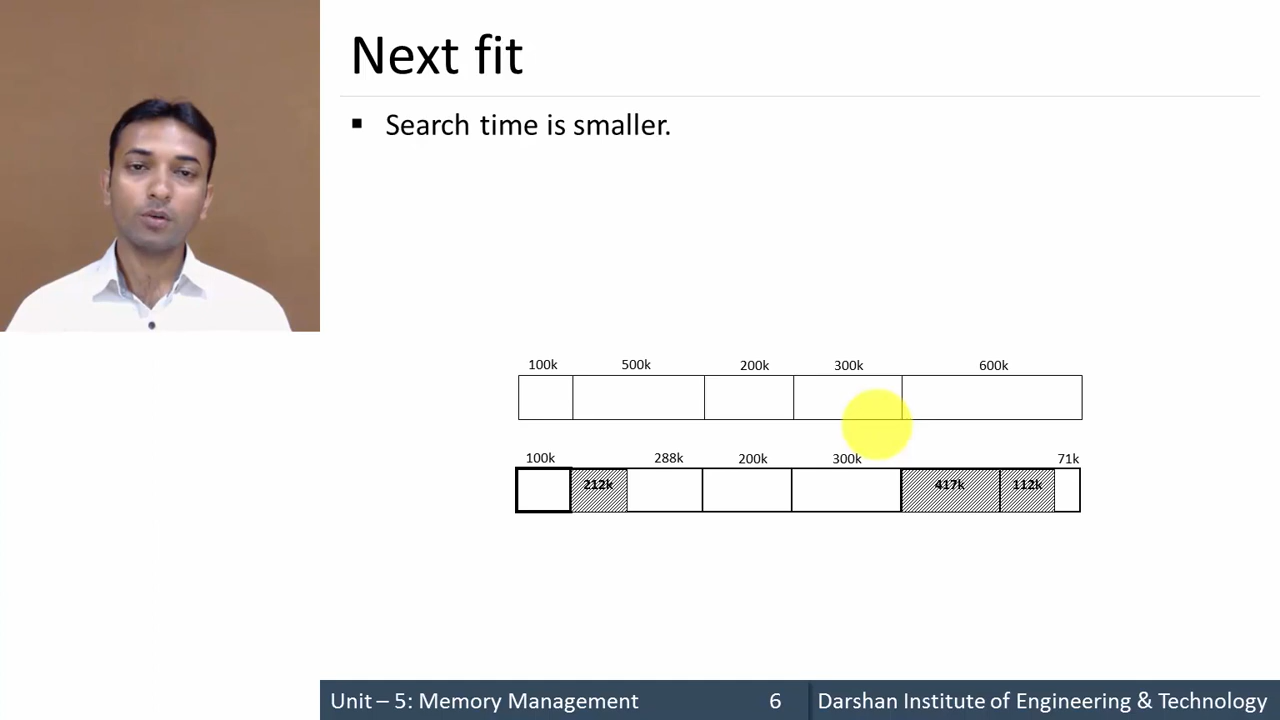 Next fit
▪ Search time is smaller.
100k 500k 200k 300k 600k
100k 288k 200k 300k 71k
212k 417k 112k
Unit – 5: Memory Management 6 Darshan Institute of Engineering & Technology